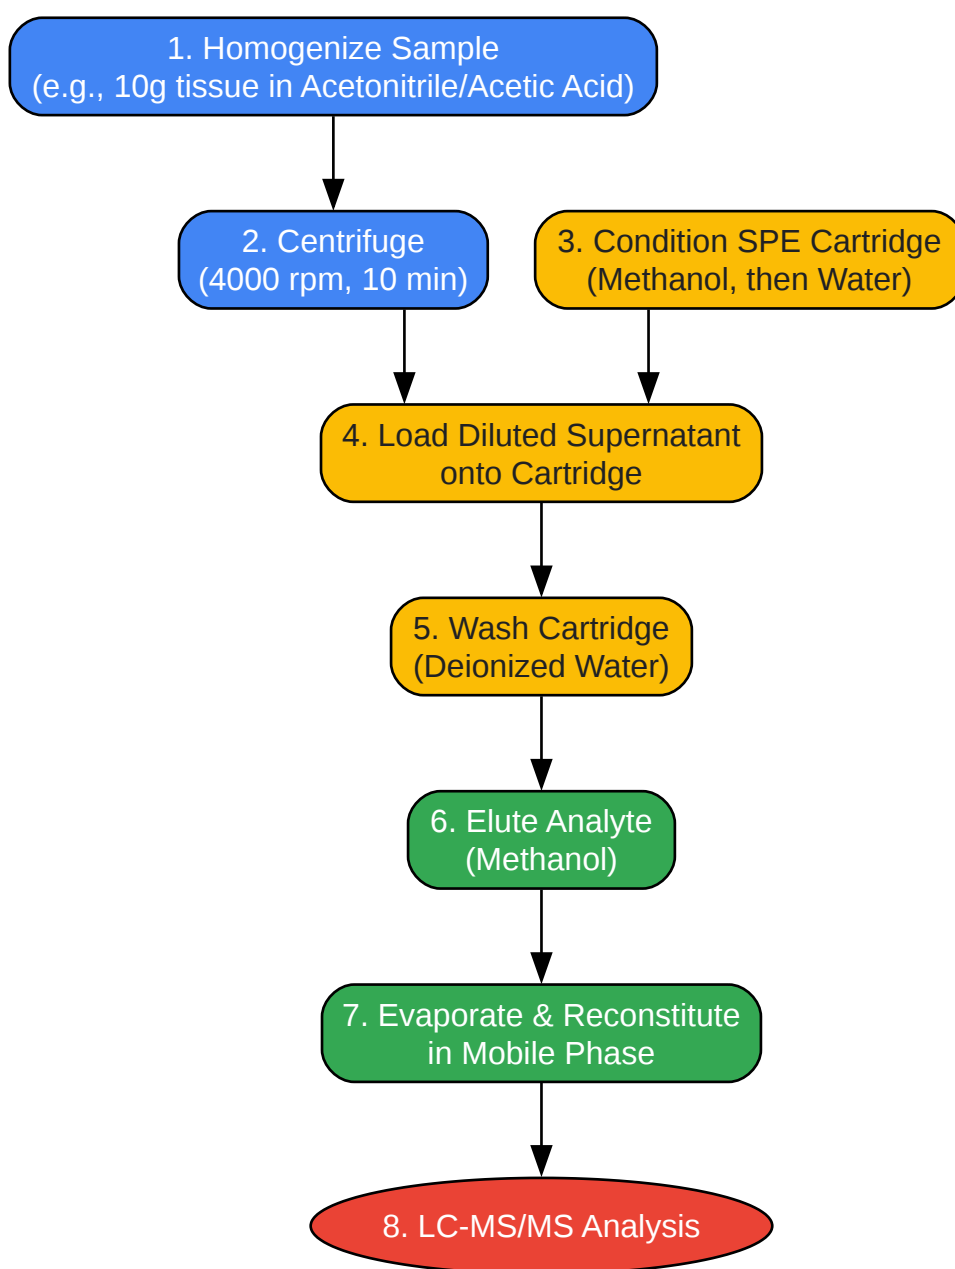 1. Homogenize Sample
(e.g., 10g tissue in Acetonitrile/Acetic Acid)
2. Centrifuge
(4000 rpm, 10 min)
3. Condition SPE Cartridge
(Methanol, then Water)
4. Load Diluted Supernatant
onto Cartridge
5. Wash Cartridge
(Deionized Water)
6. Elute Analyte
(Methanol)
7. Evaporate & Reconstitute
in Mobile Phase
8. LC-MS/MS Analysis